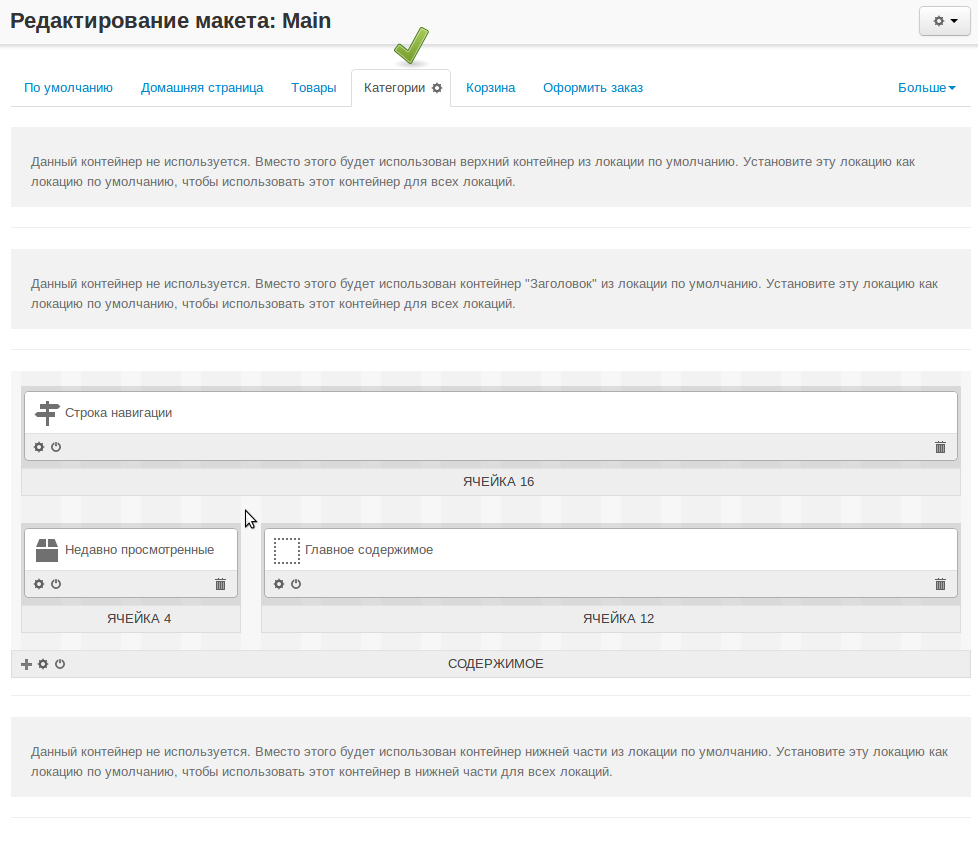 Редактирование макета: Main
По умолчанию Домашняя страница Товары Категории Корзина Оформить заказ Больше
Данный контейнер не используется. Вместо этого будет использован верхний контейнер из локации по умолчанию. Установите эту локацию как
локацию по умолчанию, чтобы использовать этот контейнер для всех локаций.
Данный контейнер не используется. Вместо этого будет использован контейнер "Заголовок" из локации по умолчанию. Установите эту локацию как
локацию по умолчанию, чтобы использовать этот контейнер для всех локаций.
Строка навигации
ЯЧЕЙКА 16
Недавно просмотренные Главное содержимое
ЯЧЕЙКА 4 ЯЧЕЙКА 12
СОДЕРЖИМОЕ
Данный контейнер не используется. Вместо этого будет использован контейнер нижней части из локации по умолчанию. Установите эту локацию как
локацию по умолчанию, чтобы использовать этот контейнер в нижней части для всех локаций.